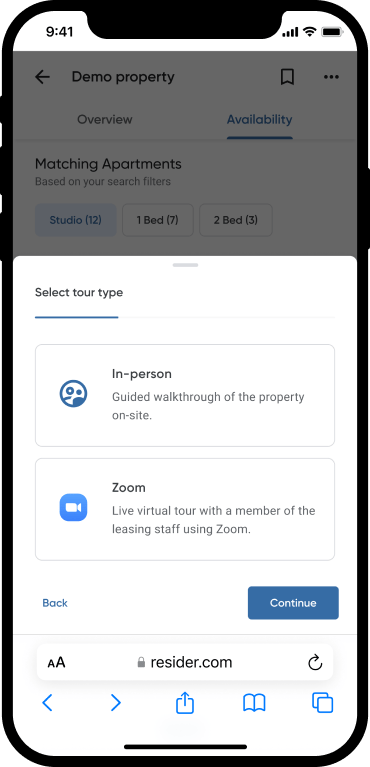 9:41
Demo property
Overview
Availability
Matching Apartments
Based on your search filters
Studio (12)
1 Bed (7)
2 Bed (3)
Select tour type
In-person
Guided walkthrough of the property
on-site.
Zoom
Live virtual tour with a member of the
leasing staff using Zoom.
Back
Continue
AA
resider.com